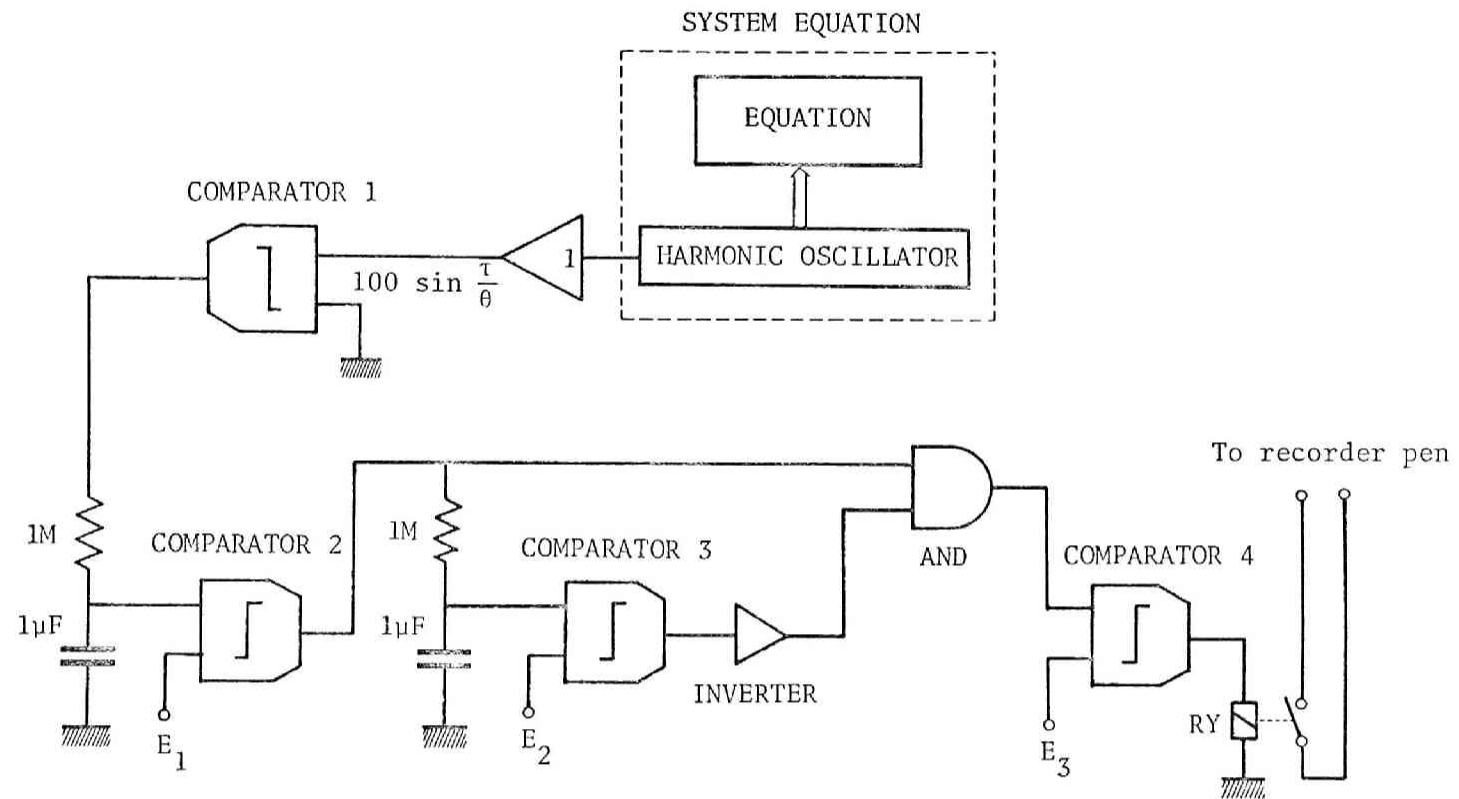 SYSTEM EQUATION
EQUATION
COMPARATOR 1
HARMONIC OSCILLATOR
1
100 sin τ/θ
To recorder pen
1M
COMPARATOR 2
1M
COMPARATOR 3
AND
COMPARATOR 4
1μF
1μF
INVERTER
RY
E1
E2
E3